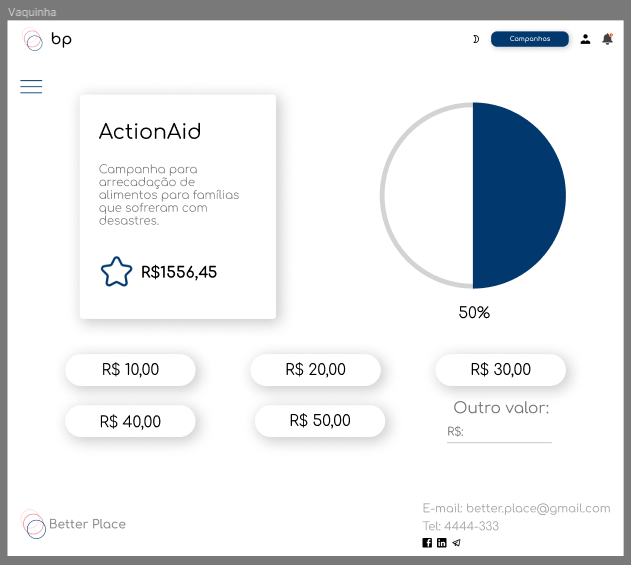 Vaquinha
bp
Campanhas
ActionAid
Campanha para
arrecadação de
alimentos para famílias
que sofreram com
desastres.
R$1556,45
50%
R$ 10,00
R$ 20,00
R$ 30,00
R$ 40,00
R$ 50,00
Outro valor:
R$:
Better Place
E-mail: better.place@gmail.com
Tel: 4444-333